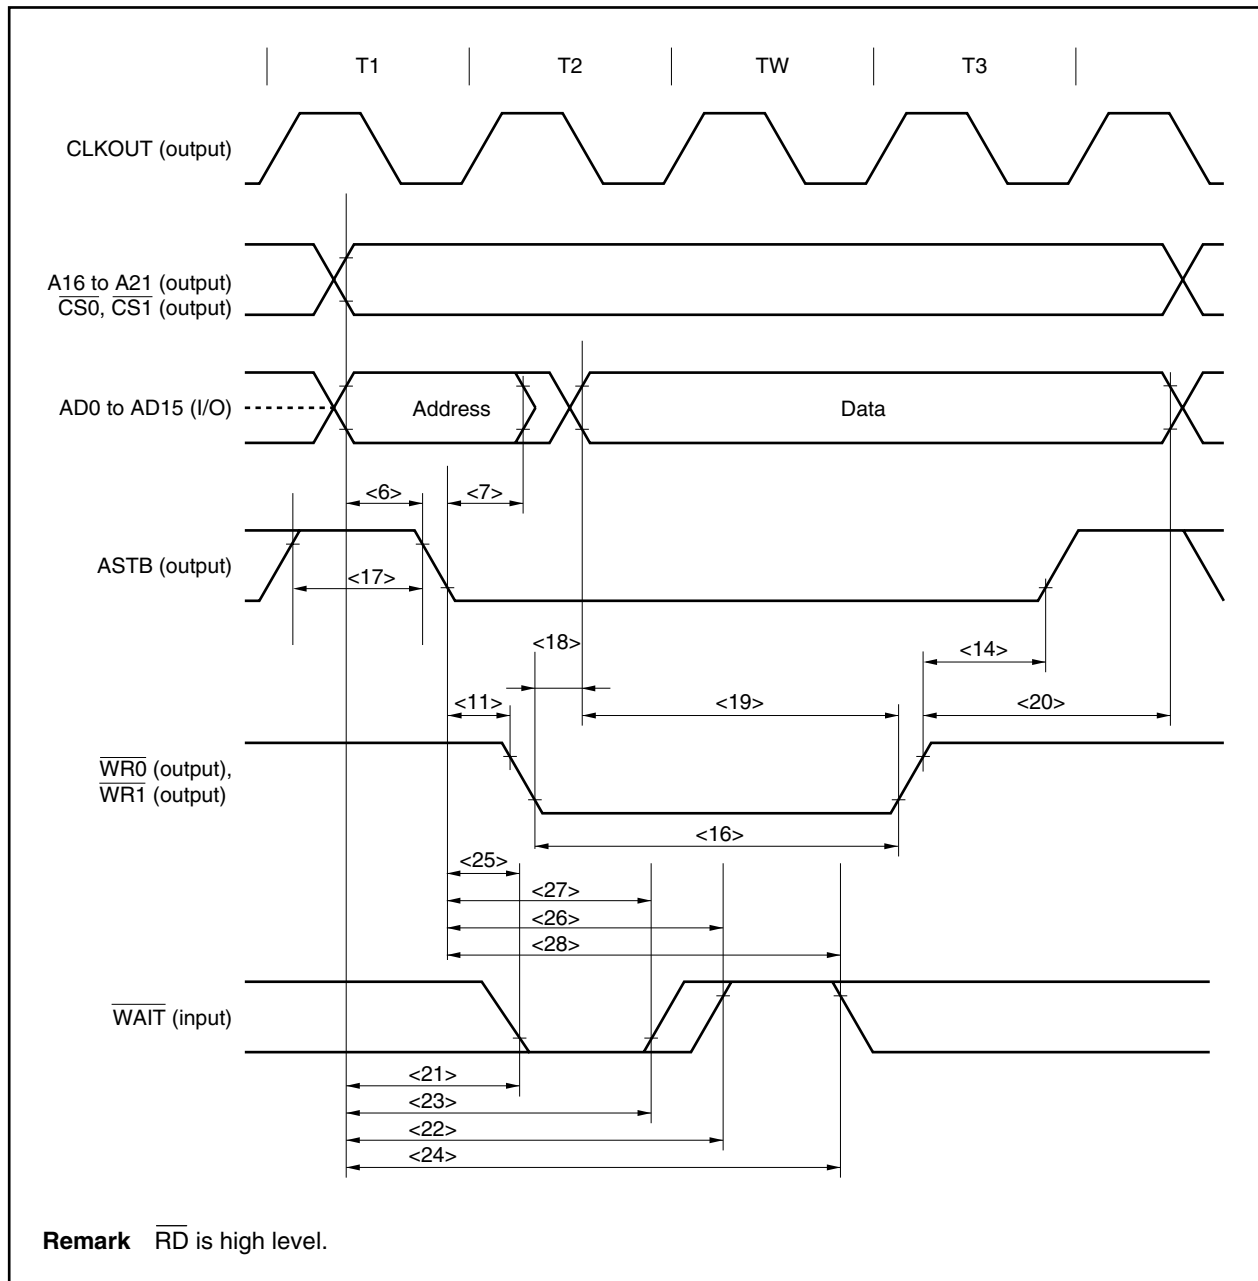 T1 T2 TW T3
CLKOUT (output)
A16 to A21 (output)
CS0, CS1 (output)
AD0 to AD15 (I/O)
Address
Data
<6> <7>
ASTB (output)
<17>
<18>
<14>
<11>
<19>
<20>
WR0 (output),
WR1 (output)
<16>
<25>
<27>
<26>
<28>
WAIT (input)
<21>
<23>
<22>
<24>
Remark RD is high level.